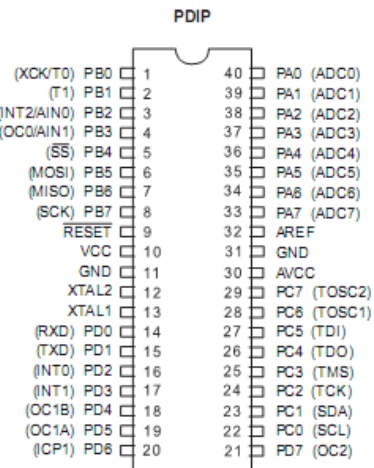 PDIP
(XCK/T0) PB0 1 40 PA0 (ADC0)
(T1) PB1 2 39 PA1 (ADC1)
(INT2/AIN0) PB2 3 38 PA2 (ADC2)
(OC0/AIN1) PB3 4 37 PA3 (ADC3)
(SS) PB4 5 36 PA4 (ADC4)
(MOSI) PB5 6 35 PA5 (ADC5)
(MISO) PB6 7 34 PA6 (ADC6)
(SCK) PB7 8 33 PA7 (ADC7)
RESET 9 32 AREF
VCC 10 31 GND
GND 11 30 AVCC
XTAL2 12 29 PC7 (TOSC2)
XTAL1 13 28 PC6 (TOSC1)
(RXD) PD0 14 27 PC5 (TDI)
(TXD) PD1 15 26 PC4 (TDO)
(INT0) PD2 16 25 PC3 (TMS)
(INT1) PD3 17 24 PC2 (TCK)
(OC1B) PD4 18 23 PC1 (SDA)
(OC1A) PD5 19 22 PC0 (SCL)
(ICP1) PD6 20 21 PD7 (OC2)